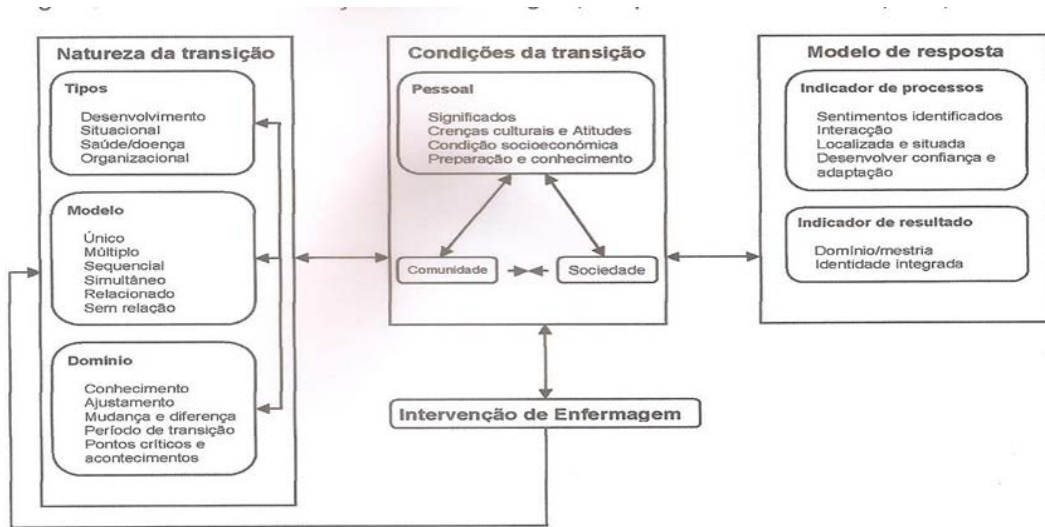 Natureza da transição
Tipos
Desenvolvimento
Situacional
Saúde/doença
Organizacional
Modelo
Único
Múltiplo
Sequencial
Simultâneo
Relacionado
Sem relação
Domínio
Conhecimento
Ajustamento
Mudança e diferença
Período de transição
Pontos críticos e
acontecimentos
Condições da transição
Pessoal
Significados
Crenças culturais e Atitudes
Condição socioeconómica
Preparação e conhecimento
Comunidade
Sociedade
Intervenção de Enfermagem
Modelo de resposta
Indicador de processos
Sentimentos identificados
Interacção
Localizada e situada
Desenvolver confiança e
adaptação
Indicador de resultado
Domínio/mestria
Identidade integrada